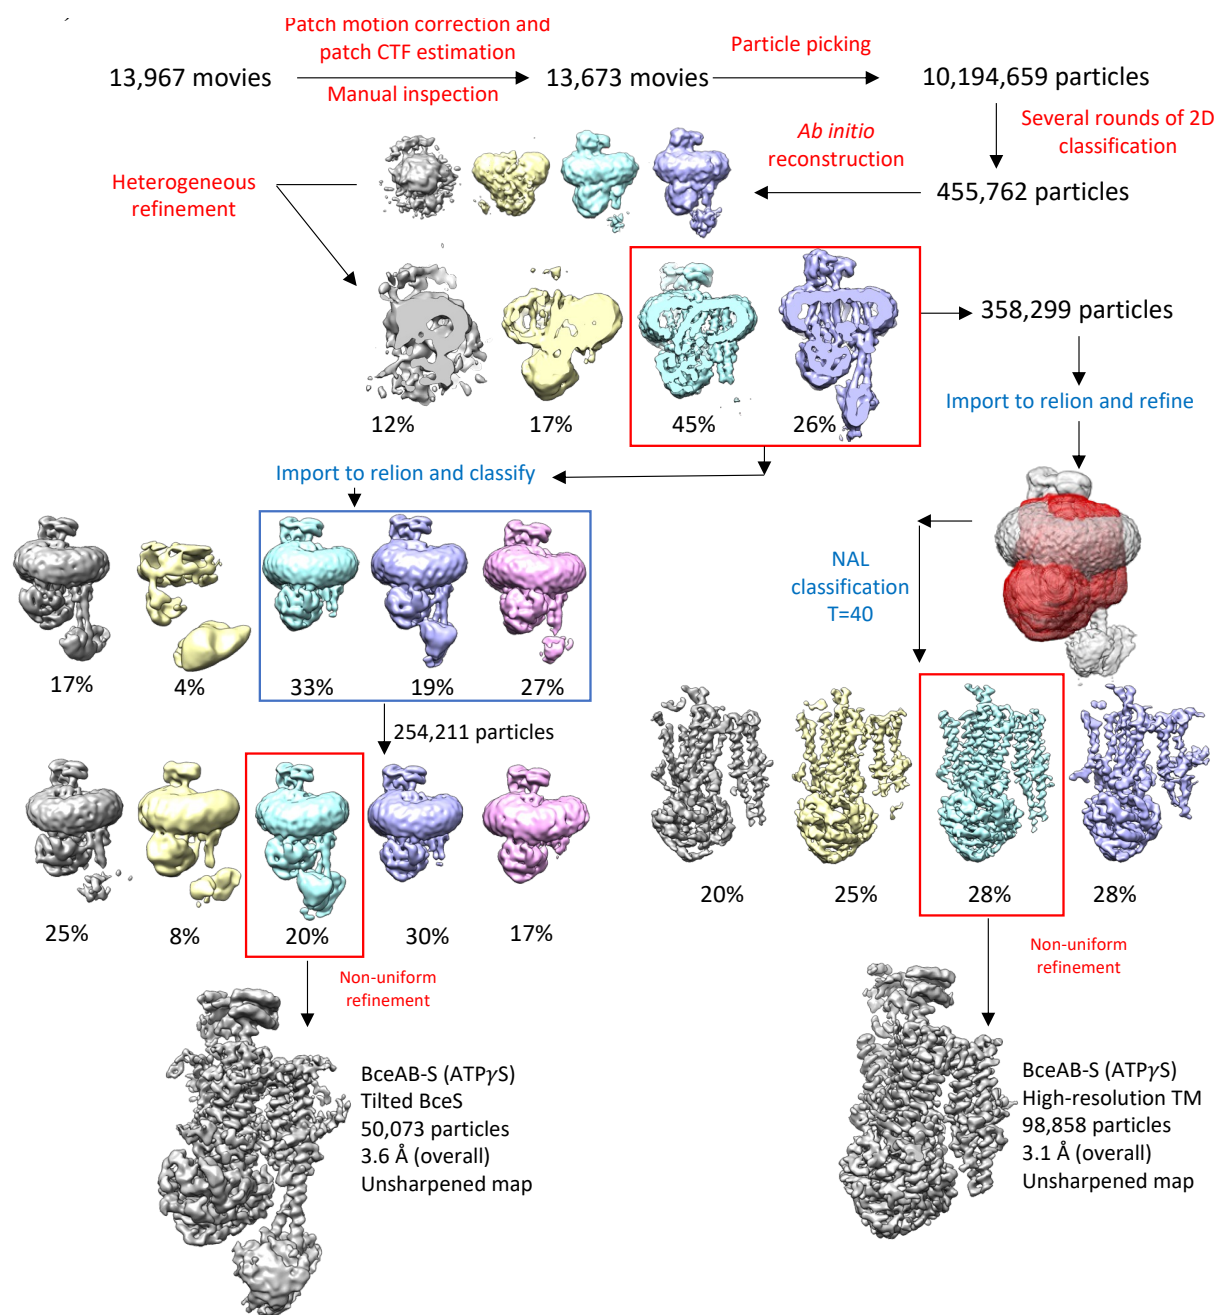 Patch motion correction and
patch CTF estimation
13,967 movies
Manual inspection
13,673 movies
Particle picking
10,194,659 particles
Several rounds of 2D
classification
455,762 particles
Ab initio
reconstruction
Heterogeneous
refinement
12%
17%
45%
26%
358,299 particles
Import to relion and refine
Import to relion and classify
17%
4%
33%
19%
27%
254,211 particles
25%
8%
20%
30%
17%
Non-uniform
refinement
BceAB-S (ATPγS)
Tilted BceS
50,073 particles
3.6 Å (overall)
Unsharpened map
NAL
classification
T=40
20%
25%
28%
28%
Non-uniform
refinement
BceAB-S (ATPγS)
High-resolution TM
98,858 particles
3.1 Å (overall)
Unsharpened map